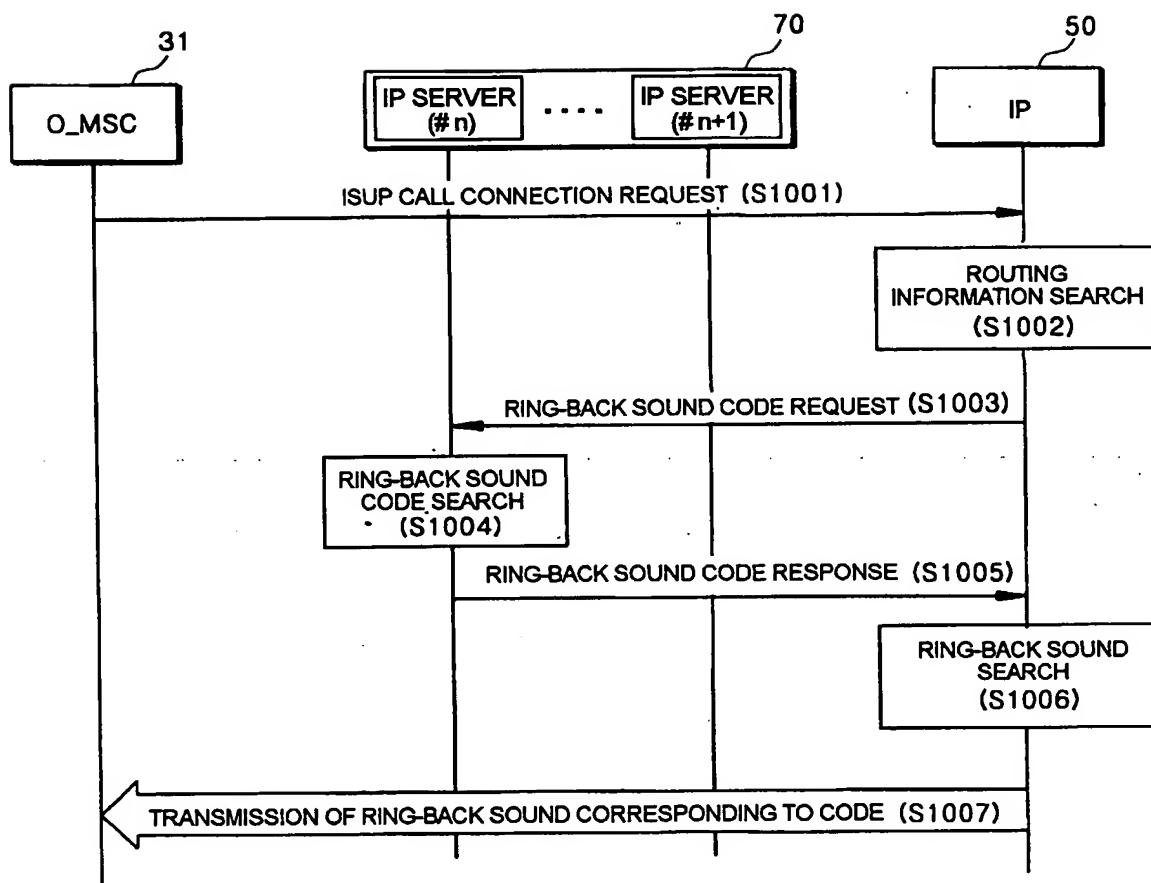 31
70
50
O_MSC
IP SERVER
(#n)
....
IP SERVER
(#n+1)
IP
ISUP CALL CONNECTION REQUEST (S1001)
ROUTING
INFORMATION SEARCH
(S1002)
RING-BACK SOUND CODE REQUEST (S1003)
RING-BACK SOUND
CODE SEARCH
(S1004)
RING-BACK SOUND CODE RESPONSE (S1005)
RING-BACK SOUND
SEARCH
(S1006)
TRANSMISSION OF RING-BACK SOUND CORRESPONDING TO CODE (S1007)